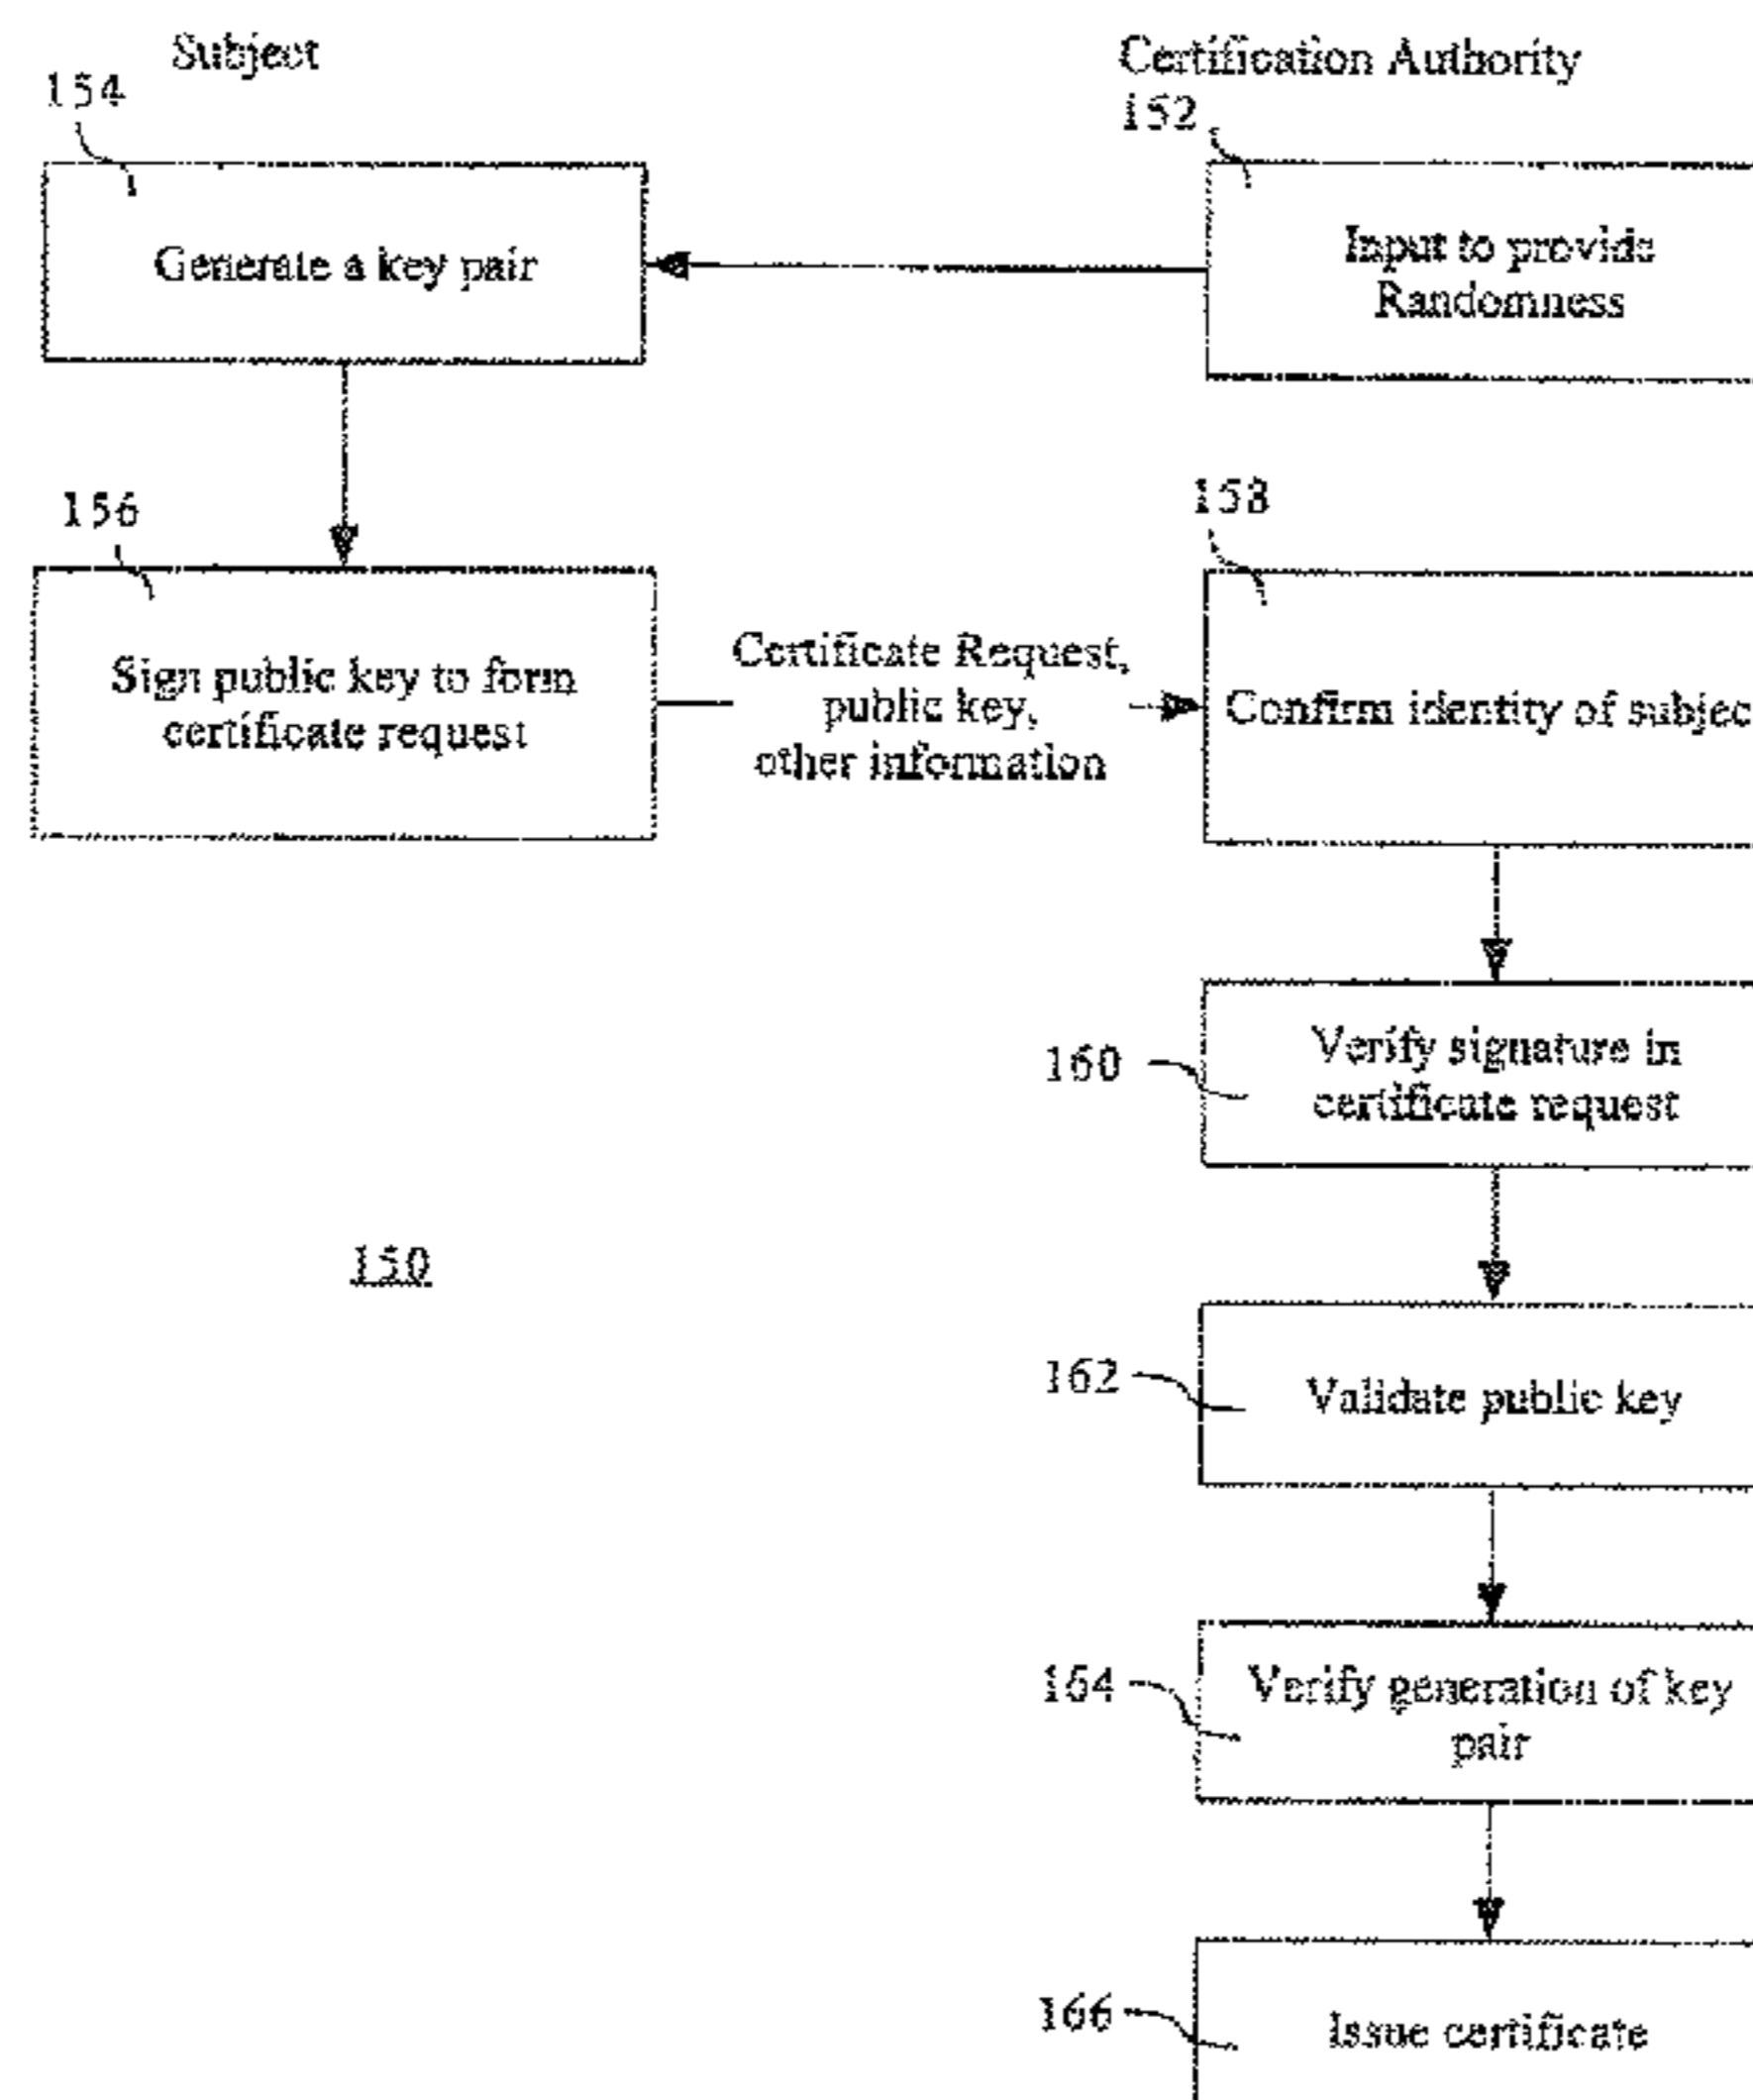 Subject
Certification Authority
154
152
Generate a key pair
Input to provide
Randomness
156
158
Sign public key to form
certificate request
Certificate Request,
public key,
other information
Confirm identity of subjec
160
Verify signature in
certificate request
150
162
Validate public key
164
Verify generation of key
pair
166
Issue certificate